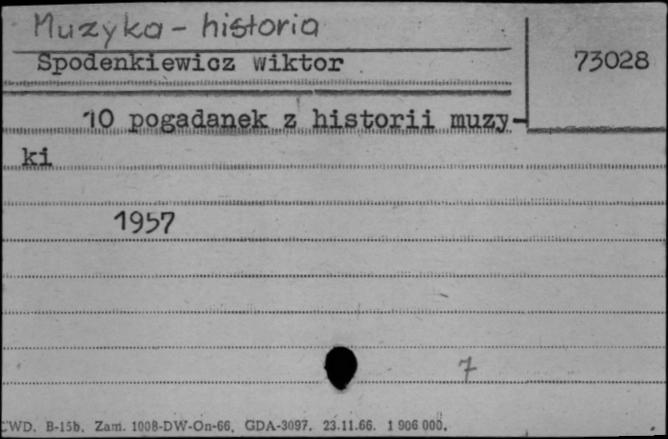 Muzyka - historia
Spodenkiewicz Wiktor
73028
10 pogadanek z historii muzy-
ki
1957
7
CWD. B-15b. Zam. 1008-DW-On-66. GDA-3097. 23.11.66. 1 906 000.